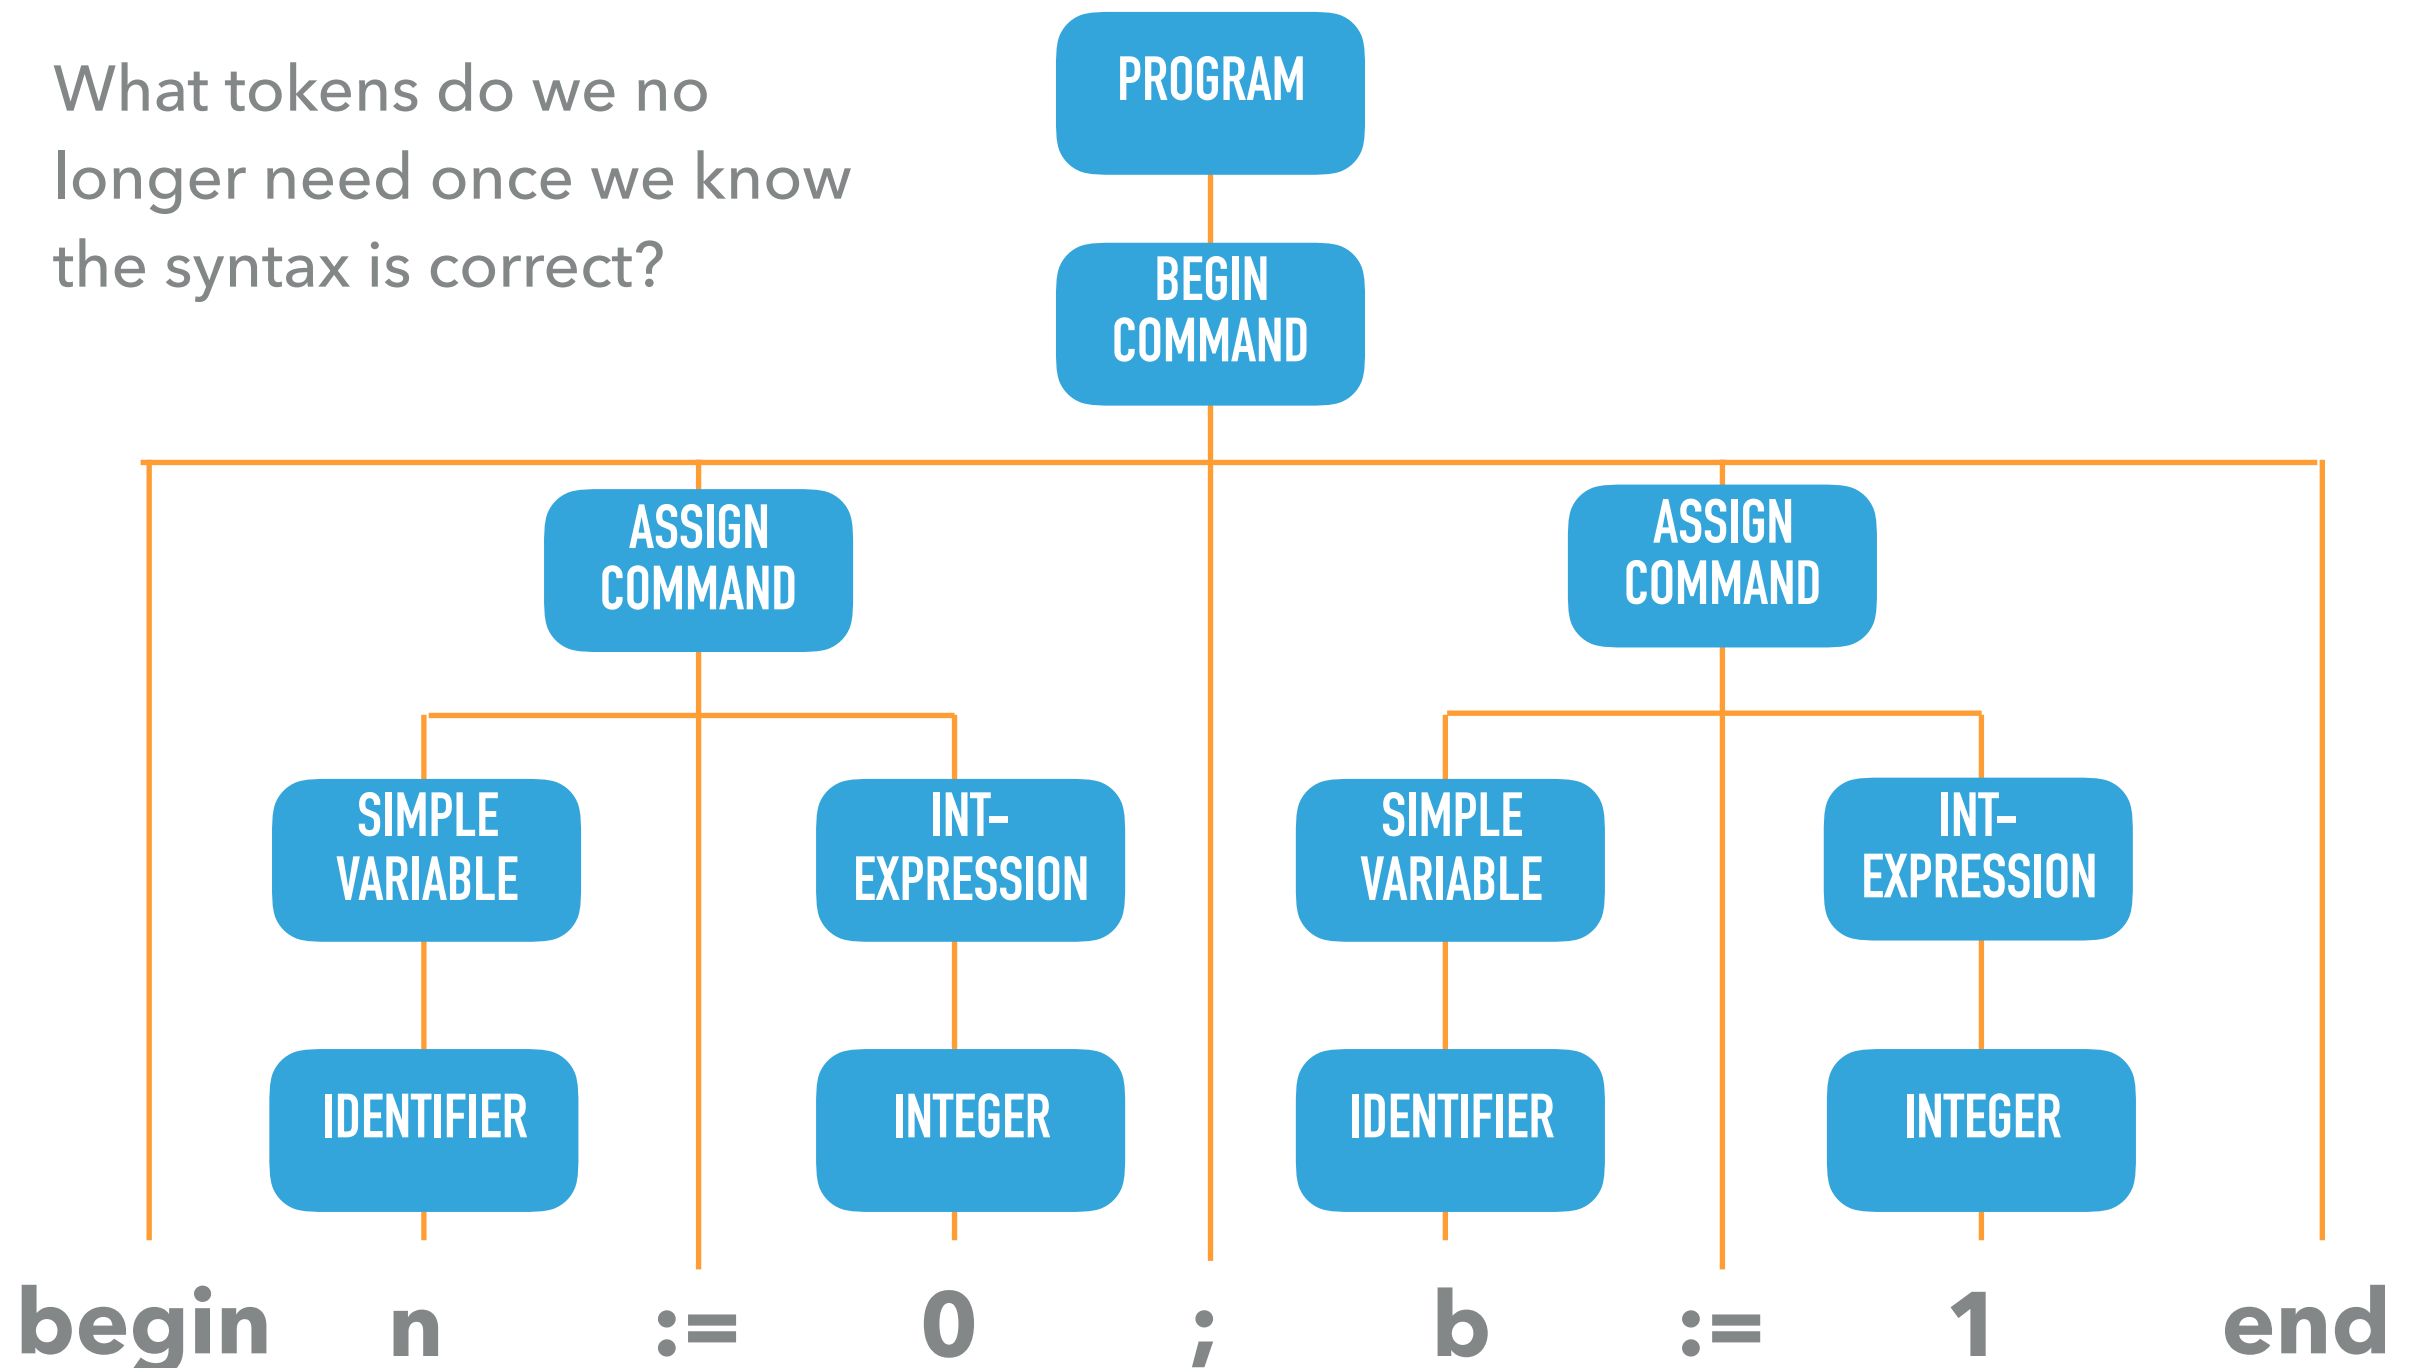 What tokens do we no
longer need once we know
the syntax is correct?
PROGRAM
BEGIN
COMMAND
ASSIGN
COMMAND
ASSIGN
COMMAND
SIMPLE
VARIABLE
INT-
EXPRESSION
SIMPLE
VARIABLE
INT-
EXPRESSION
IDENTIFIER
INTEGER
IDENTIFIER
INTEGER
begin n := 0 ; b := 1 end